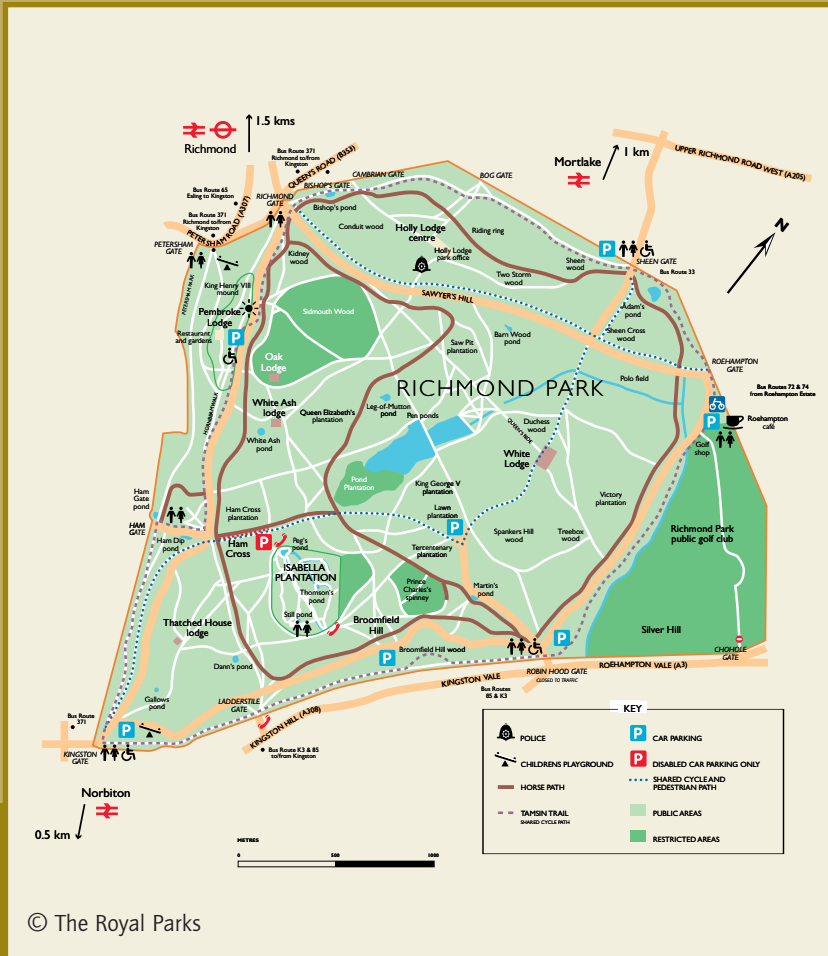 1.5 kms
Richmond
Bus Route 371
Richmond to/from
Kingston
QUEEN'S ROAD (B353)
CAMBRIAN GATE
BOG GATE
Mortlake
1 km
UPPER RICHMOND ROAD WEST (A205)
N
Bus Route 65
Ealing to Kingston
RICHMOND
GATE
BISHOP'S GATE
Bishop's pond
Bus Route 371
Richmond to/from
Kingston
PETERSHAM ROAD (A307)
PETERSHAM
GATE
Conduit wood
Holly Lodge
centre
Riding ring
Holly Lodge
park office
Kidney
wood
Two Storm
wood
Sheen
wood
SHEEN GATE
Bus Route 33
PETERSHAM PARK
King Henry VIII
mound
Pembroke
Lodge
Restaurant
and gardens
Sidmouth Wood
SAWYER'S HILL
Adam's
pond
Sheen Cross
wood
Barn Wood
pond
Saw Pit
plantation
Oak
Lodge
RICHMOND PARK
Polo field
ROEHAMPTON
GATE
Bus Routes 72 & 74
from Roehampton Estate
Roehampton
café
Golf
shop
HORNBEAM WALK
White Ash
lodge
Queen Elizabeth's
plantation
Leg-of-Mutton
pond
Pen ponds
White Ash
pond
QUEEN'S RIDE
Duchess
wood
White
Lodge
Pond
Plantation
King George V
plantation
Victory
plantation
Ham
Gate
pond
HAM
GATE
Ham Cross
plantation
Lawn
plantation
Spankers Hill
wood
Treebox
wood
Richmond Park
public golf club
Ham Dip
pond
Ham
Cross
P
Peg's
pond
ISABELLA
PLANTATION
Thomson's
pond
Still pond
Tercentenary
plantation
Prince
Charles's
spinney
Martin's
pond
Thatched House
lodge
Broomfield
Hill
Broomfield Hill wood
Silver Hill
CHOHOLE
GATE
Dann's pond
ROBIN HOOD GATE
CLOSED TO TRAFFIC
ROEHAMPTON VALE (A3)
KINGSTON VALE
Bus Routes
85 & K3
Gallows
pond
LADDERSTILE
GATE
KINGSTON HILL (A308)
Bus Route K3 & 85
to/from Kingston
Bus Route
371
KINGSTON
GATE
P
P
P
P
P
P
P
Norbiton
0.5 km
KEY
POLICE
P CAR PARKING
CHILDRENS PLAYGROUND
P DISABLED CAR PARKING ONLY
HORSE PATH
SHARED CYCLE AND
PEDESTRIAN PATH
TAMSIN TRAIL
SHARED CYCLE PATH
PUBLIC AREAS
RESTRICTED AREAS
METRES
0 500 1000
© The Royal Parks